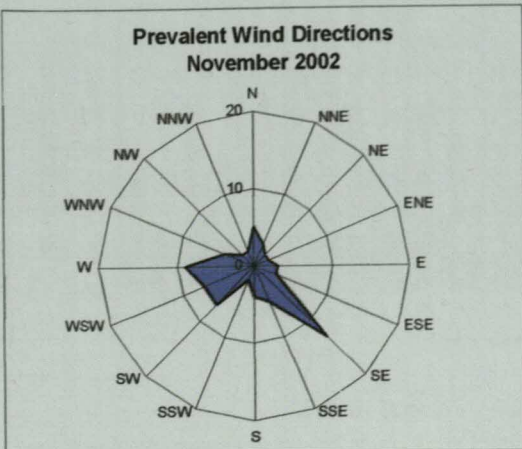 Prevalent Wind Directions
November 2002
N
20
NNW
NNE
NW
NE
10
WNW
ENE
W
0
E
WSW
ESE
SW
SE
SSW
SSE
S